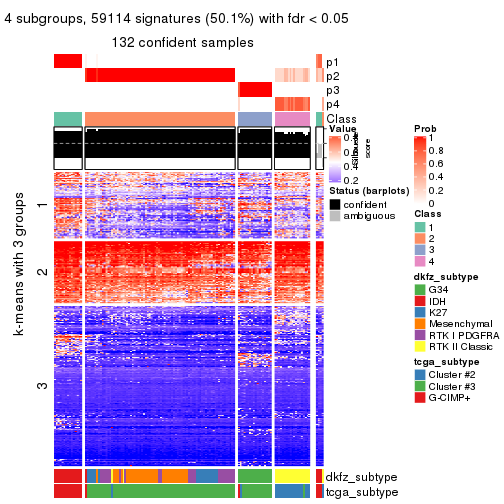 4 subgroups, 59114 signatures (50.1%) with fdr < 0.05
132 confident samples
p1
p2
p3
p4
Class
k-means with 3 groups
1
2
3
dkfz_subtype
tcga_subtype
Value
0.2
score
Status (barplots)
confident
ambiguous
Prob
1
0.8
0.6
0.4
0.2
0
Class
1
2
3
4
dkfz_subtype
G34
IDH
K27
Mesenchymal
RTK I PDGFRA
RTK II Classic
tcga_subtype
Cluster #2
Cluster #3
G-CIMP+